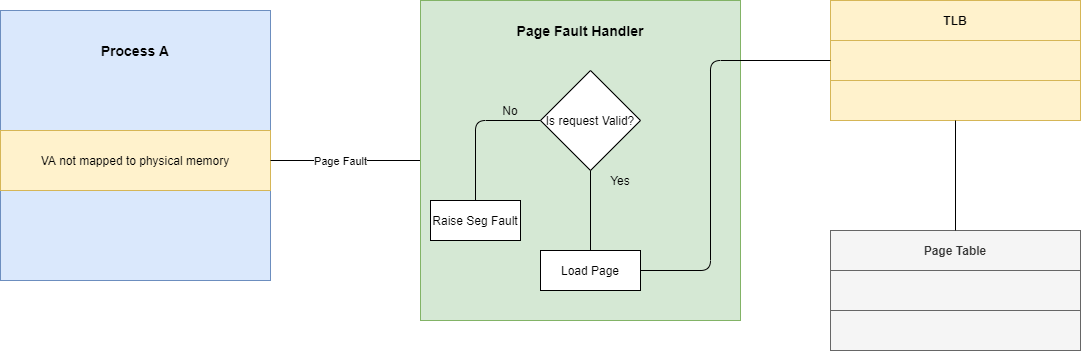 Process A
VA not mapped to physical memory
Page Fault
Page Fault Handler
Is request Valid?
No
Yes
Raise Seg Fault
Load Page
TLB
Page Table